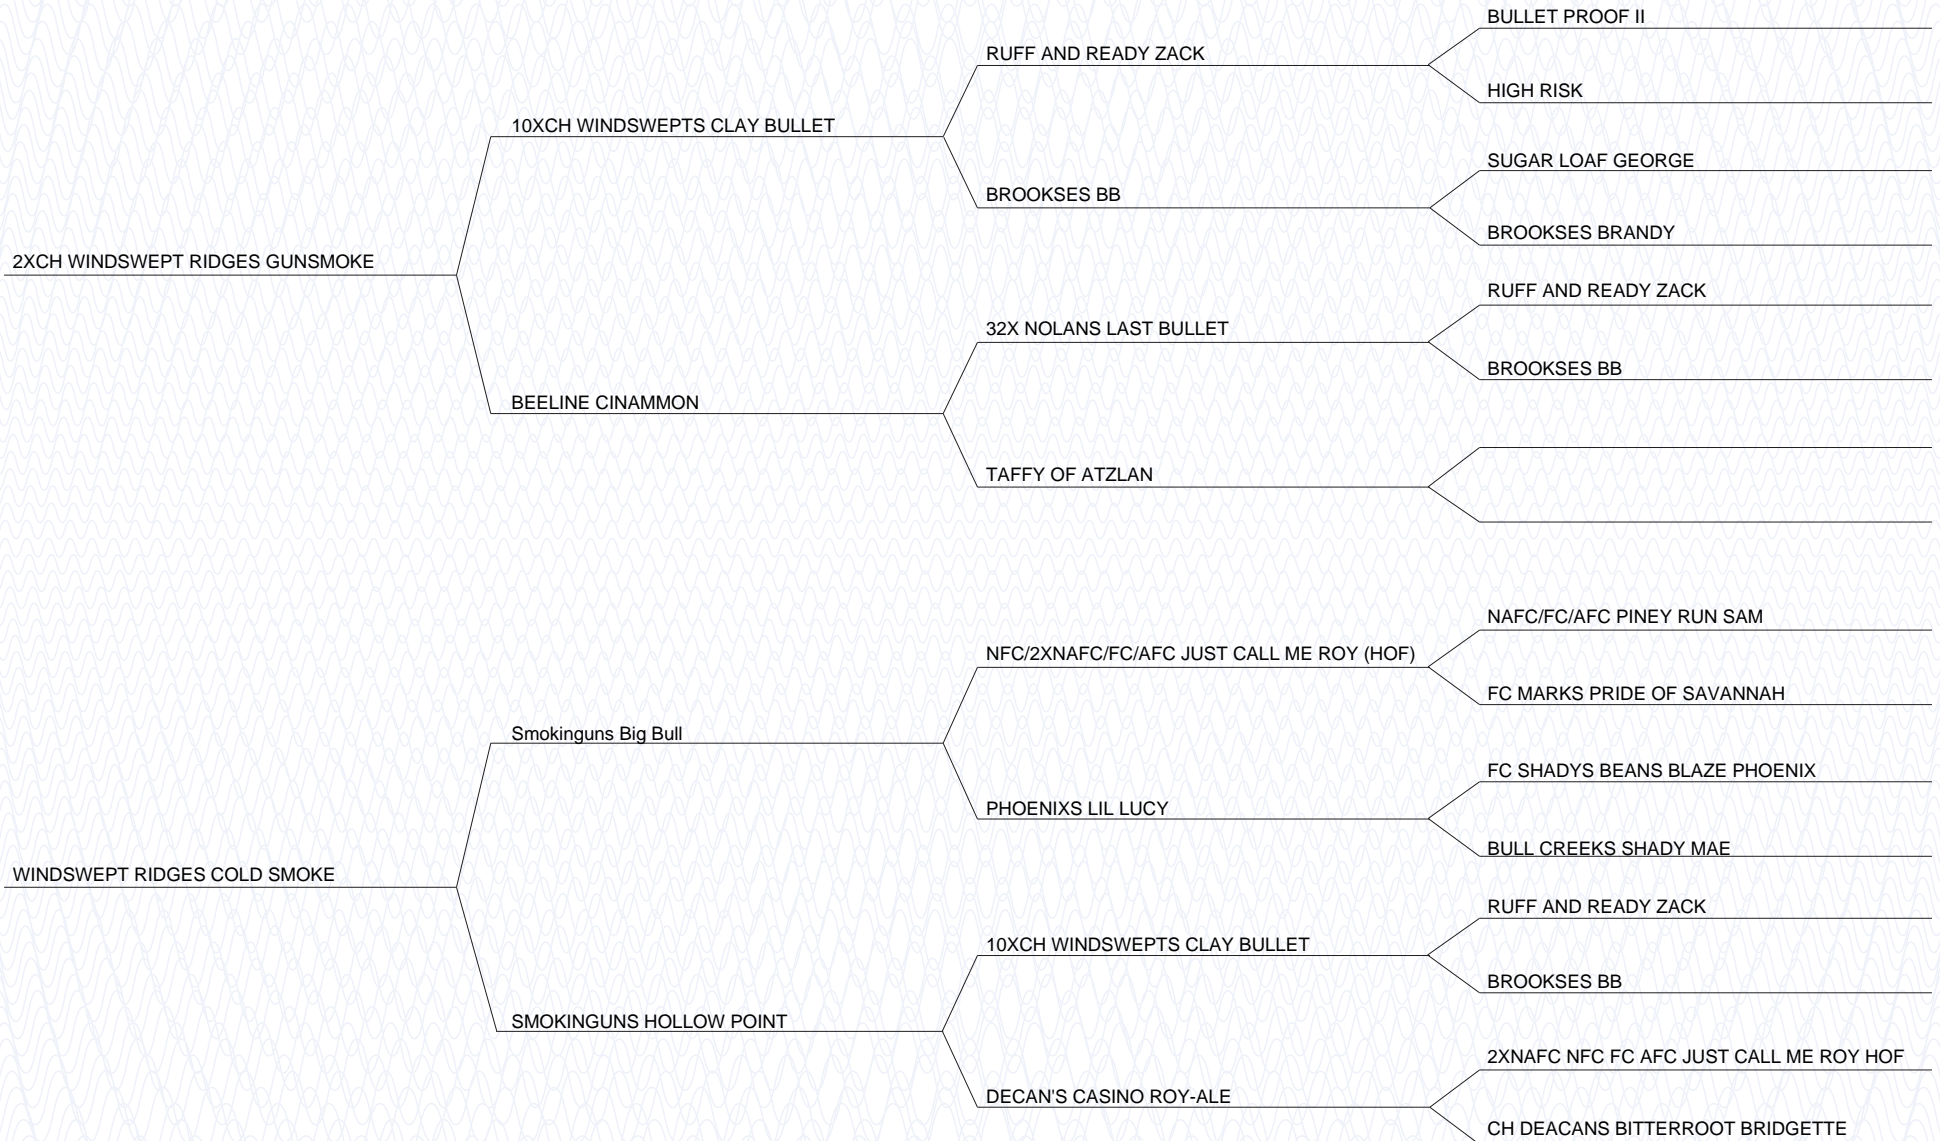 BULLET PROOF II
RUFF AND READY ZACK
HIGH RISK
10XCH WINDSWEPTS CLAY BULLET
SUGAR LOAF GEORGE
BROOKSES BB
BROOKSES BRANDY
2XCH WINDSWEPT RIDGES GUNSMOKE
RUFF AND READY ZACK
32X NOLANS LAST BULLET
BROOKSES BB
BEELINE CINAMMON
TAFFY OF ATZLAN
NAFC/FC/AFC PINEY RUN SAM
NFC/2XNAFC/FC/AFC JUST CALL ME ROY (HOF)
FC MARKS PRIDE OF SAVANNAH
Smokinguns Big Bull
FC SHADYS BEANS BLAZE PHOENIX
PHOENIXS LIL LUCY
BULL CREEKS SHADY MAE
WINDSWEPT RIDGES COLD SMOKE
RUFF AND READY ZACK
10XCH WINDSWEPTS CLAY BULLET
BROOKSES BB
SMOKINGUNS HOLLOW POINT
2XNAFC NFC FC AFC JUST CALL ME ROY HOF
DECAN'S CASINO ROY-ALE
CH DEACANS BITTERROOT BRIDGETTE